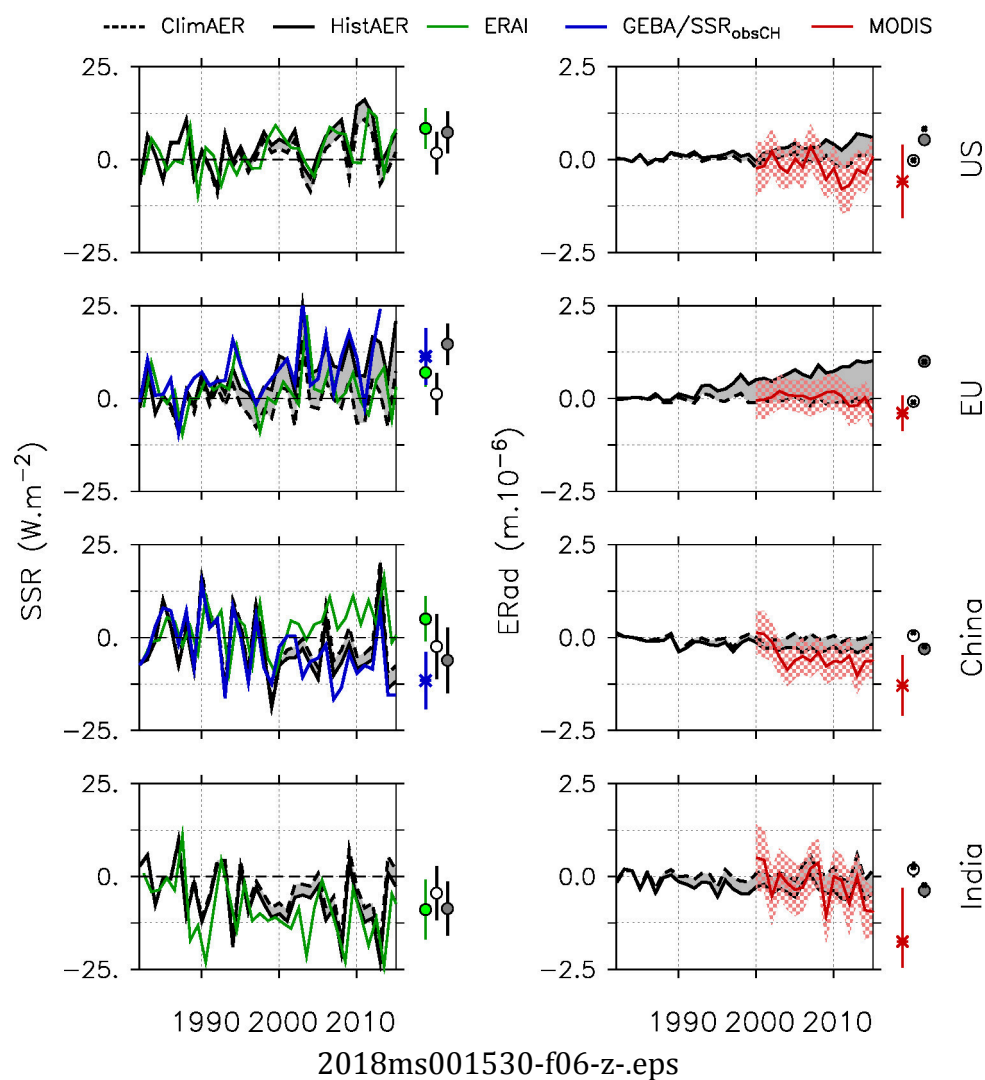 ClimAER HistAER ERAI GEBA/SSRobsCH MODIS
25. 2.5
0. 0.0 US
−25. −2.5
25. 2.5
0. 0.0 EU
−25. −2.5
SSR (W.m−2) ERad (m.10−6)
25. 2.5
0. 0.0 China
−25. −2.5
25. 2.5
0. 0.0 India
−25. −2.5
1990 2000 2010 1990 2000 2010
2018ms001530-f06-z-.eps